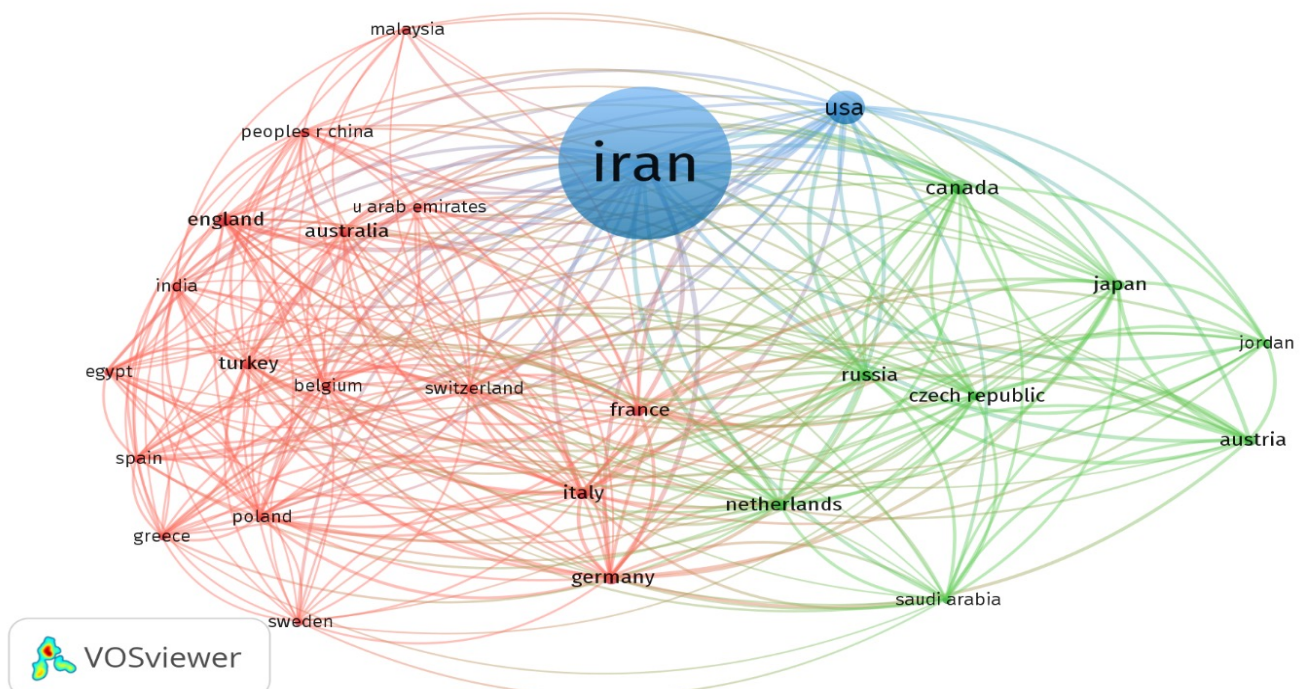 malaysia
usa
peoples r china
iran
canada
u arab emirates
england
australia
india
japan
jordan
turkey
egypt
belgium
switzerland
russia
czech republic
france
austria
spain
italy
netherlands
poland
greece
germany
saudi arabia
sweden
VOSviewer